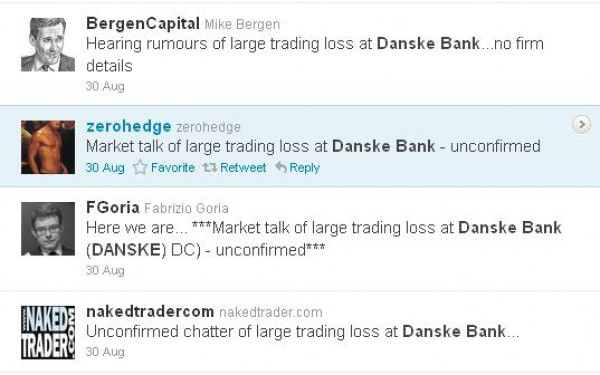 BergenCapital Mike Bergen
Hearing rumours of large trading loss at Danske Bank...no firm
details
30 Aug
zerohedge zerohedge
Market talk of large trading loss at Danske Bank - unconfirmed
30 Aug Favorite Retweet Reply
FGoria Fabrizio Goria
Here we are... ***Market talk of large trading loss at Danske Bank
(DANSKE) DC) - unconfirmed***
30 Aug
NAKED
TRADER
.COM
nakedtradercom nakedtrader.com
Unconfirmed chatter of large trading loss at Danske Bank...
30 Aug